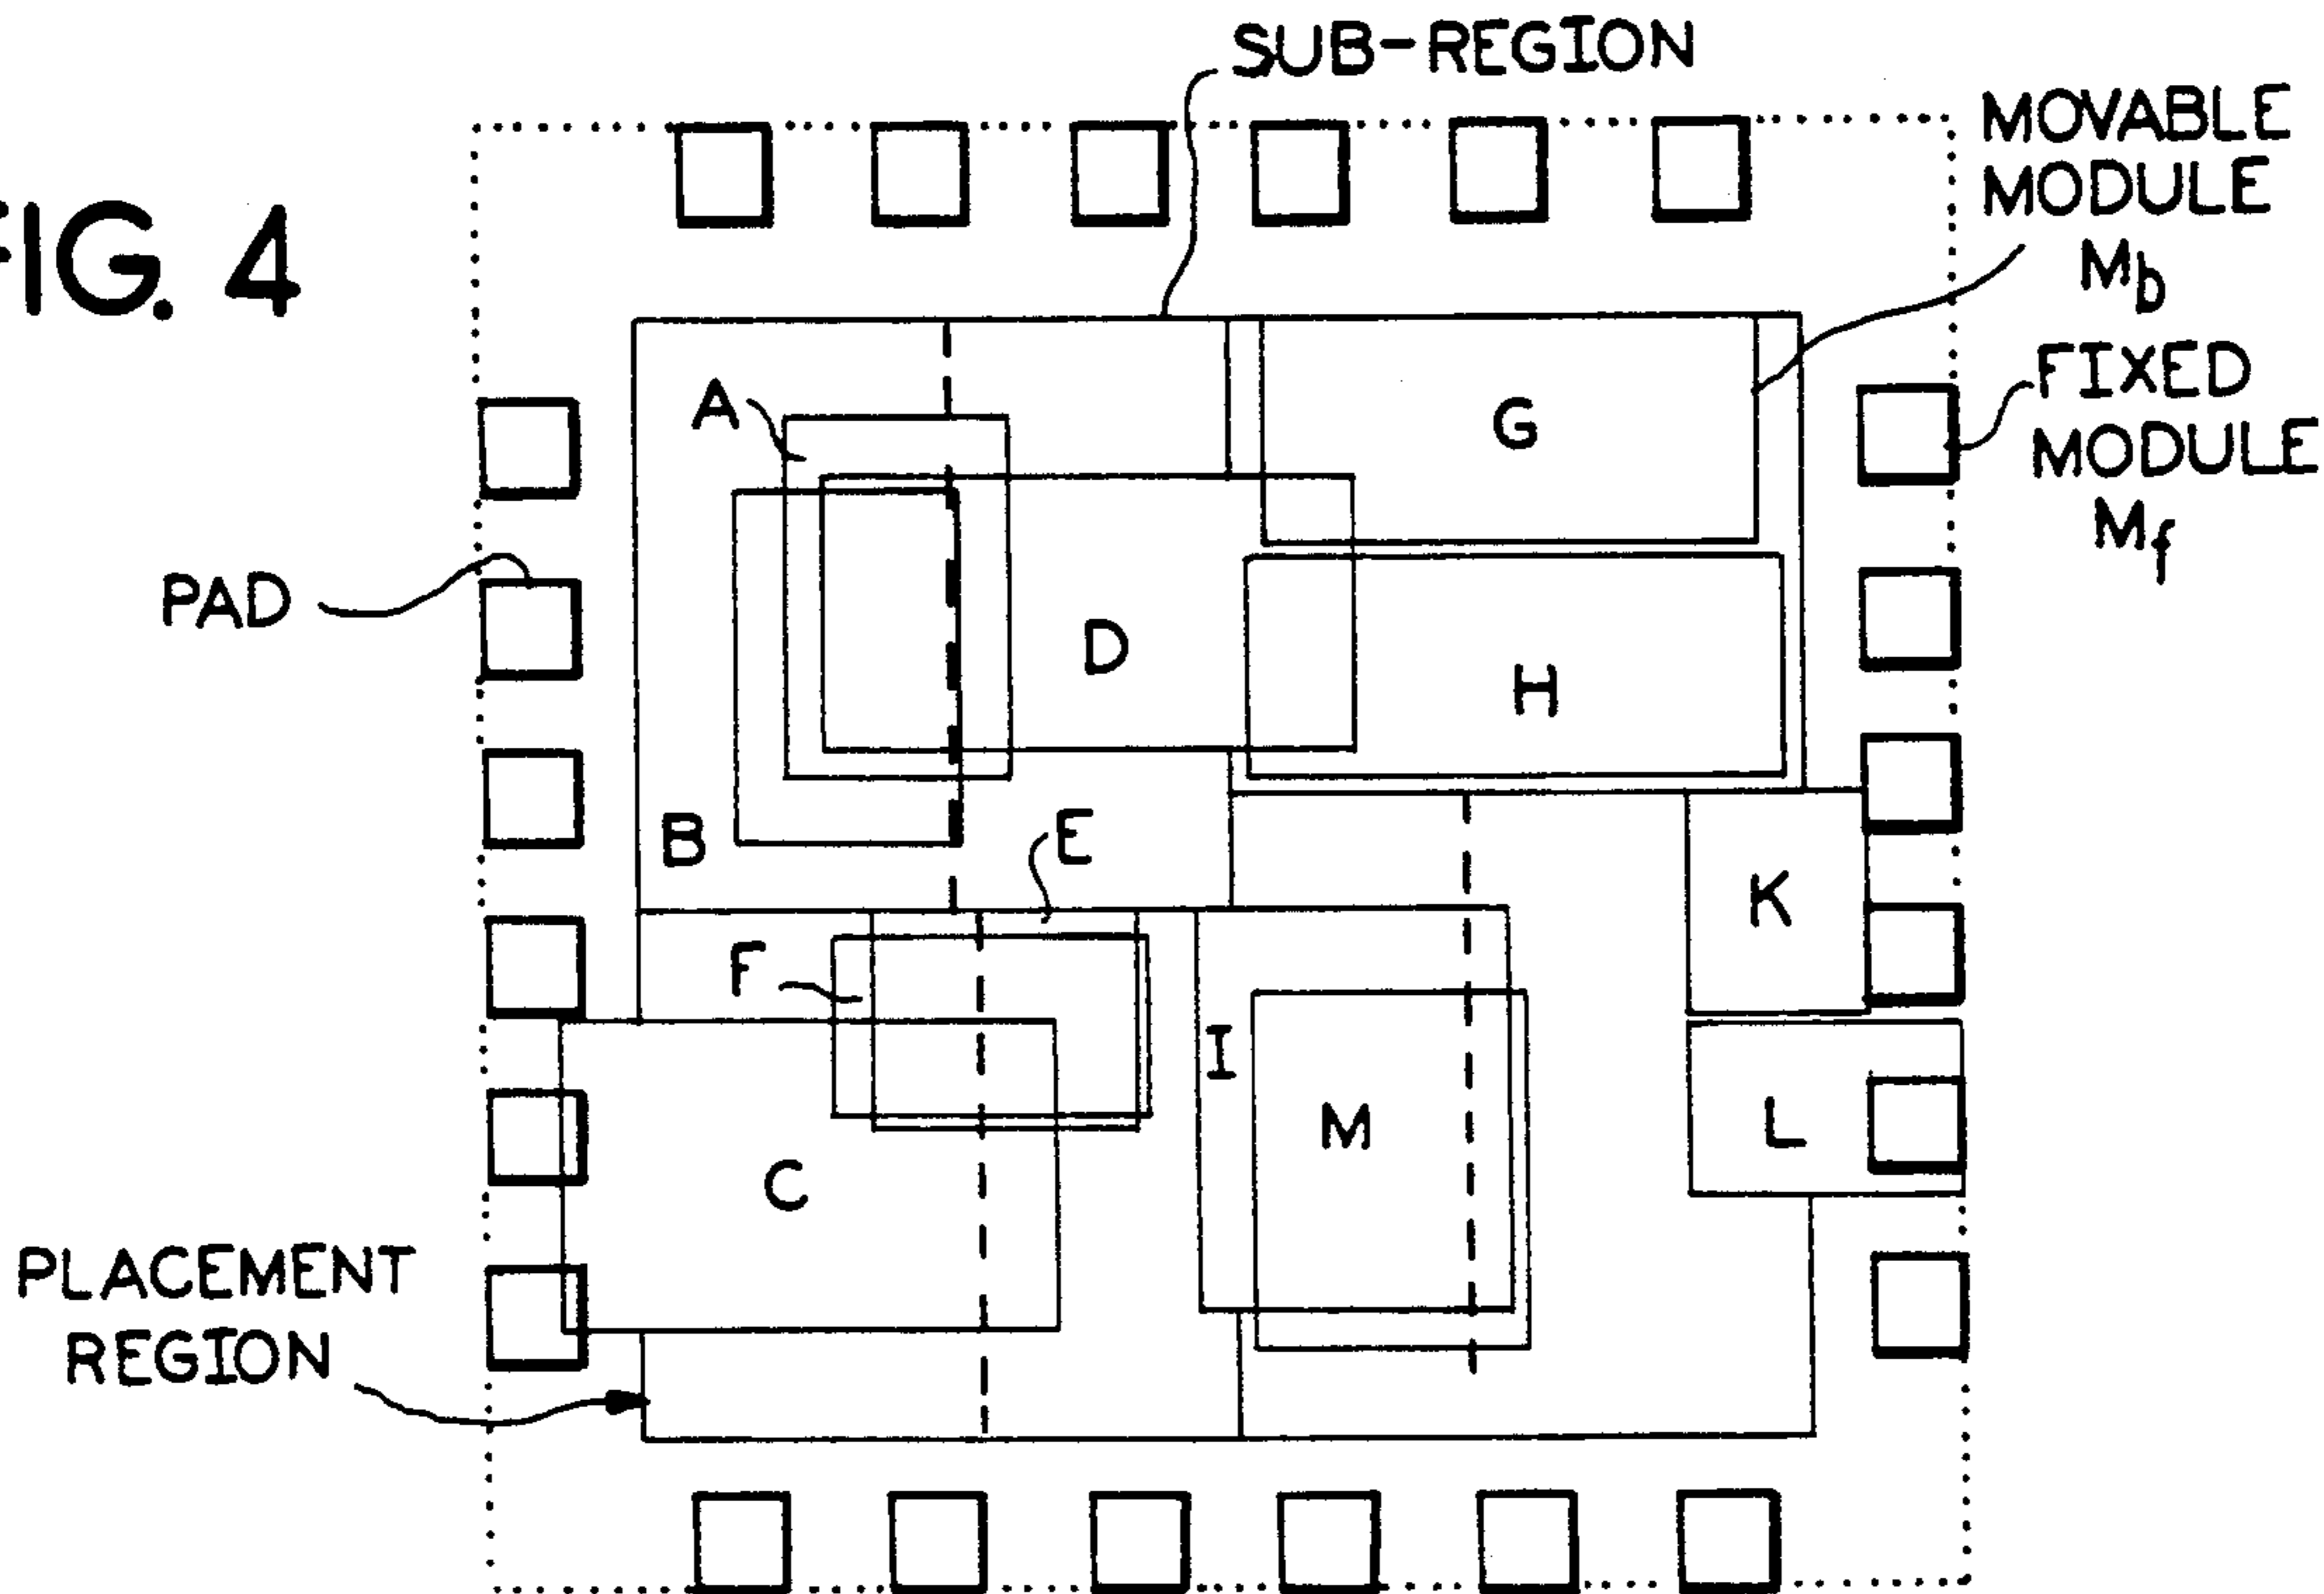 FIG. 4
SUB-REGION
MOVABLE
MODULE
Mb
FIXED
MODULE
Mf
PAD
A
G
D
H
B
E
K
F
I
M
L
C
PLACEMENT
REGION